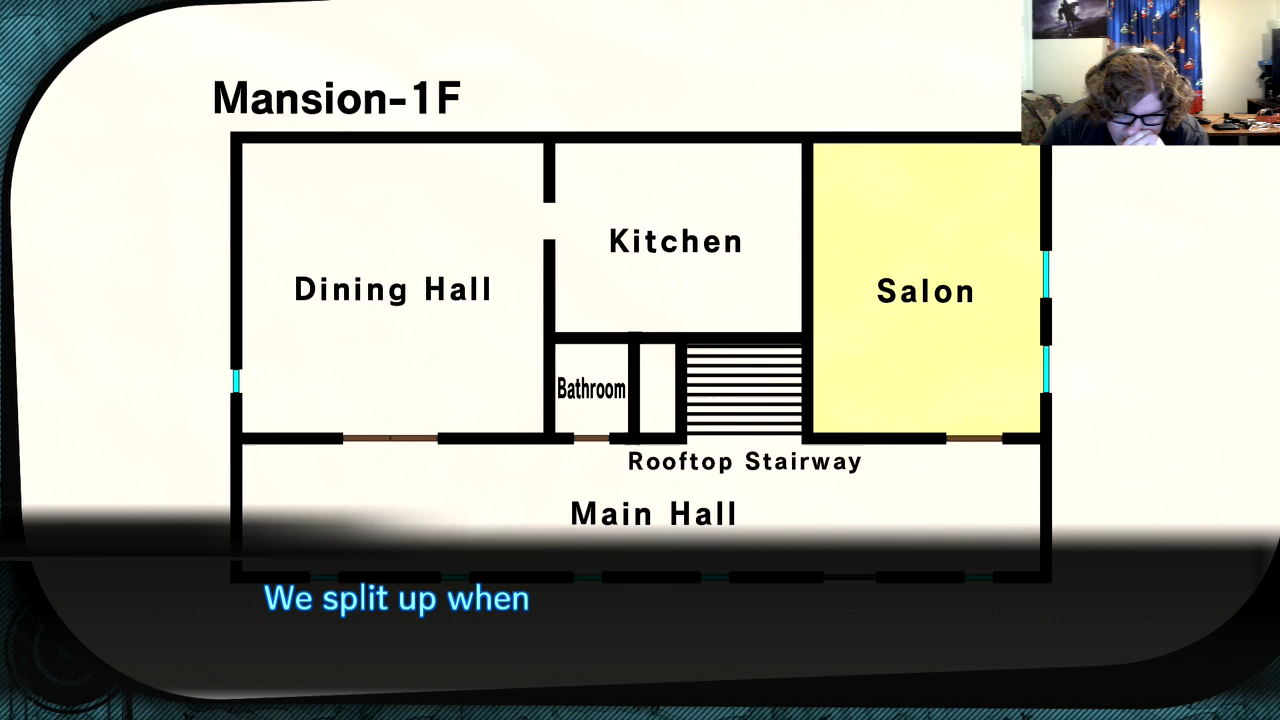 Mansion-1F
Kitchen
Dining Hall
Salon
Bathroom
Rooftop Stairway
Main Hall
We split up when